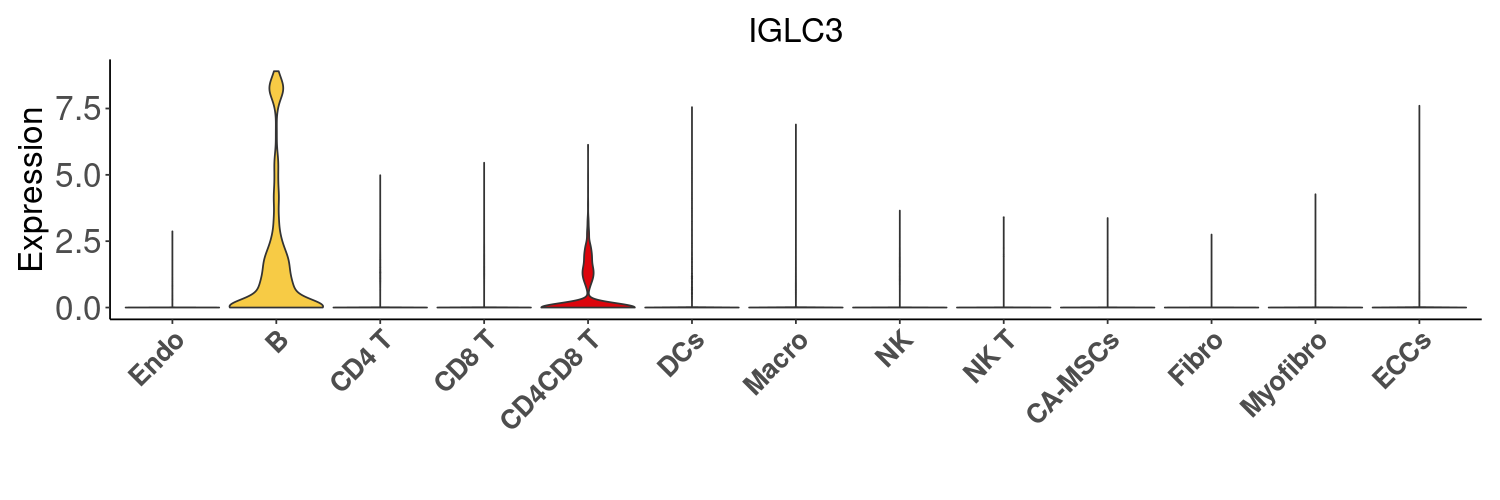 IGLC3
Expression
7.5
5.0
2.5
0.0
Endo
B
CD4 T
CD8 T
CD4CD8 T
DCs
Macro
NK
NK T
CA-MSCs
Fibro
Myofibro
ECCs